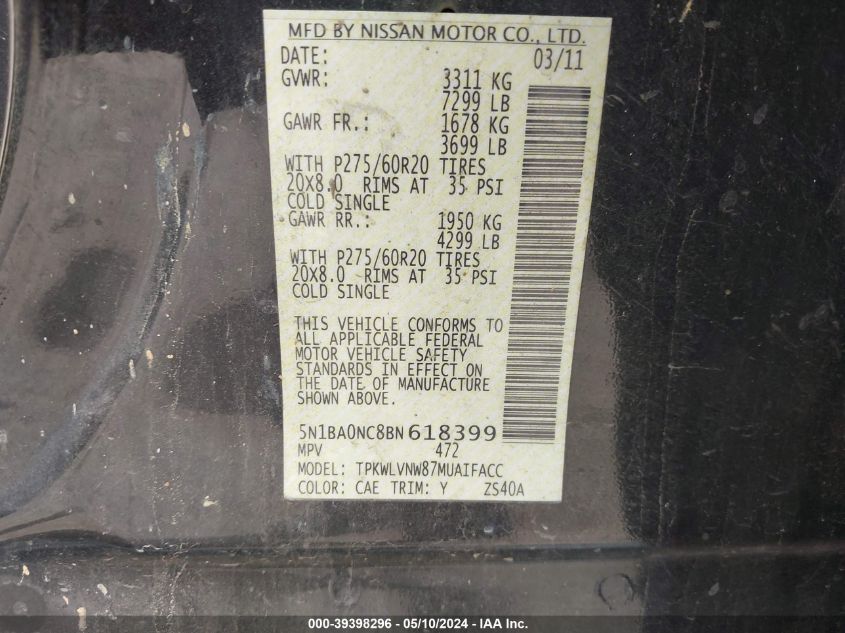 MFD BY NISSAN MOTOR CO., LTD.
DATE: 03/11
GVWR: 3311 KG
7299 LB
GAWR FR.: 1678 KG
3699 LB
WITH P275/60R20 TIRES
20X8.0 RIMS AT 35 PSI
COLD SINGLE
GAWR RR.: 1950 KG
4299 LB
WITH P275/60R20 TIRES
20X8.0 RIMS AT 35 PSI
COLD SINGLE
THIS VEHICLE CONFORMS TO
ALL APPLICABLE FEDERAL
MOTOR VEHICLE SAFETY
STANDARDS IN EFFECT ON
THE DATE OF MANUFACTURE
SHOWN ABOVE.
5N1BA0NC8BN618399
MPV 472
MODEL: TPKWLVNW87MUAIFACC
COLOR: CAE TRIM: Y ZS40A
000-39398296 - 05/10/2024 - IAA Inc.